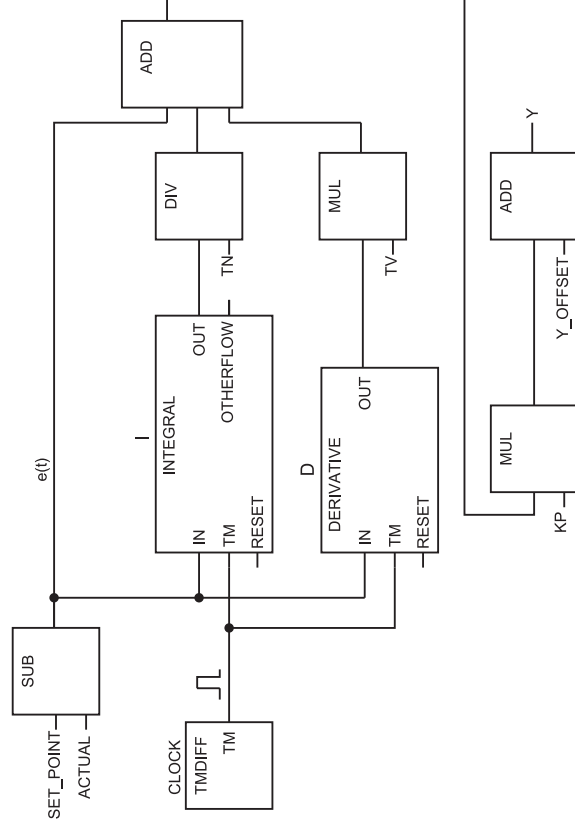 SET_POINT
ACTUAL
SUB
e(t)
CLOCK
TMDIFF
TM
I
INTEGRAL
IN
TM
RESET
OUT
OTHERFLOW
TN
DIV
ADD
D
DERIVATIVE
IN
TM
RESET
OUT
TV
MUL
KP
MUL
Y_OFFSET
ADD
Y